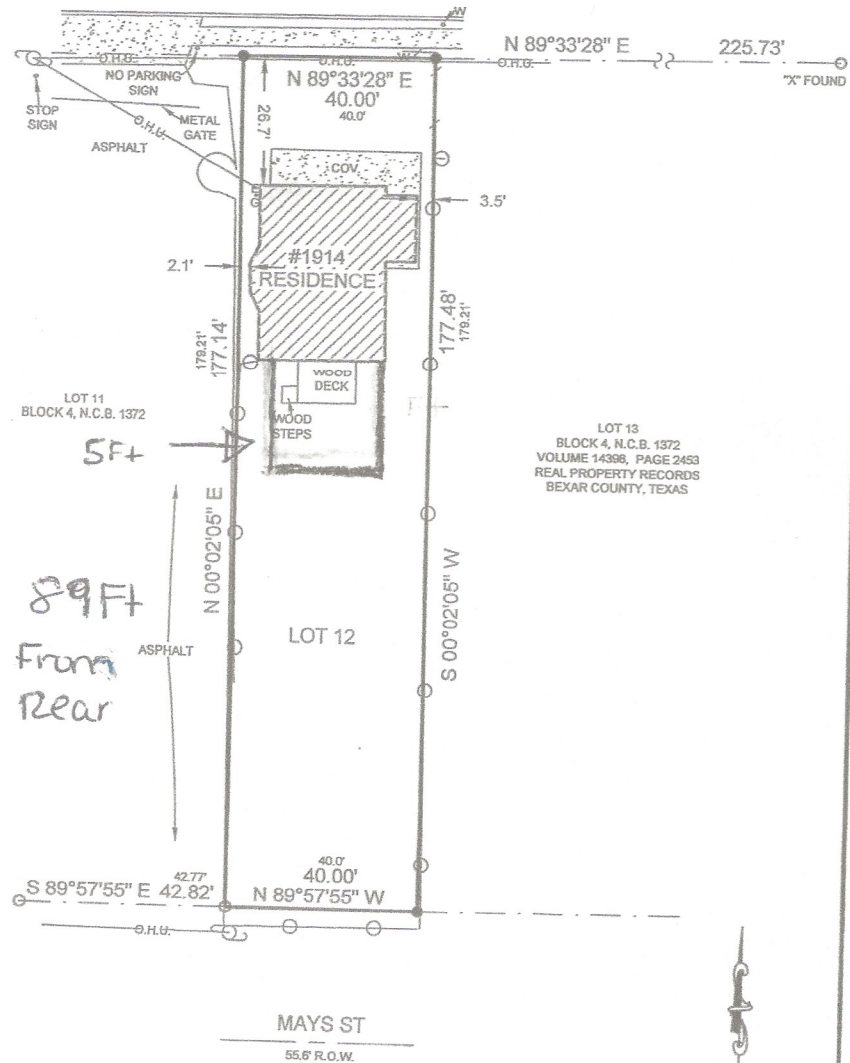 W
N 89°33'28" E
225.73'
O.H.U.
O.H.U.
W
O.H.U.
"X" FOUND
NO PARKING
SIGN
N 89°33'28" E
40.00'
40.0'
STOP
SIGN
METAL
GATE
O.H.U.
ASPHALT
26.7'
COV.
E
G
3.5'
2.1'
#1914
RESIDENCE
179.21'
177.14'
177.48'
179.21'
WOOD
DECK
WOOD
STEPS
LOT 11
BLOCK 4, N.C.B. 1372
LOT 13
BLOCK 4, N.C.B. 1372
VOLUME 14398, PAGE 2453
REAL PROPERTY RECORDS
BEXAR COUNTY, TEXAS
5Ft
N 00°02'05" E
S 00°02'05" W
89Ft
From
Rear
ASPHALT
LOT 12
42.77'
S 89°57'55" E 42.82'
40.0'
40.00'
N 89°57'55" W
O.H.U.
MAYS ST
55.6' R.O.W.